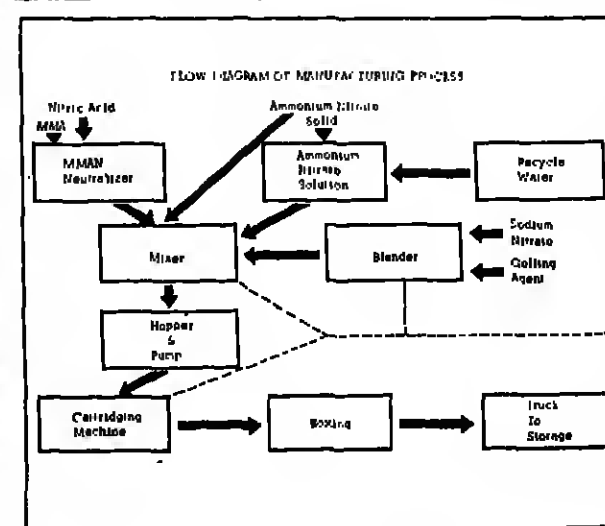 FLOW DIAGRAM OF MANUFACTURING PROCESS
Nitric Acid
MMA
Ammonium Nitrate
Solid
MMAN
Neutralizer
Ammonium
Nitrate
Solution
Recycle
Water
Sodium
Nitrate
Mixer
Blender
Gelling
Agent
Hopper
&
Pump
Cartridging
Machine
Boxing
Truck
To
Storage